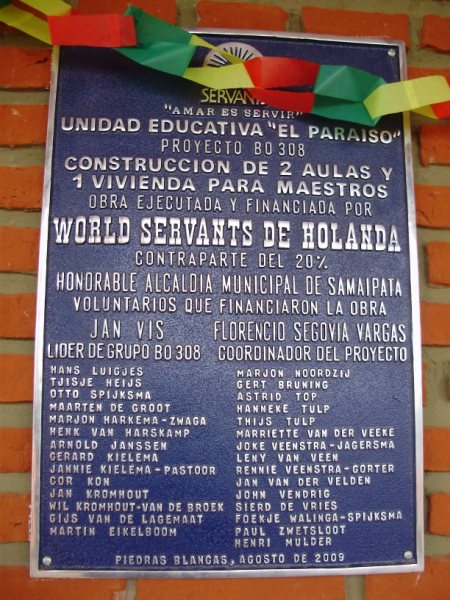 SERVANTS
"AMAR ES SERVIR"
UNIDAD EDUCATIVA "EL PARAISO"
PROYECTO BO 308
CONSTRUCCION DE 2 AULAS Y
1 VIVIENDA PARA MAESTROS
OBRA EJECUTADA Y FINANCIADA POR
WORLD SERVANTS DE HOLANDA
CONTRAPARTE DEL 20%
HONORABLE ALCALDIA MUNICIPAL DE SAMAIPATA
VOLUNTARIOS QUE FINANCIARON LA OBRA
JAN VIS
LIDER DE GRUPO BO 308
FLORENCIO SEGOVIA VARGAS
COORDINADOR DEL PROYECTO
HANS LUIGJES
TJISJE HEIJS
OTTO SPIJKSMA
MAARTEN DE GROOT
MARJON HARKEMA-ZWAGA
HENK VAN HARSKAMP
ARNOLD JANSSEN
GERARD KIELEMA
JANNIE KIELEMA-PASTOOR
COR KON
JAN KROMHOUT
WIL KROMHOUT-VAN DE BROEK
GIJS VAN DE LAGEMAAT
MARTIN EIKELBOOM
MARJON NOORDZIJ
GERT BRUNING
ASTRID TOP
HANNEKE TULP
THIJS TULP
MARRIETTE VAN DER VEEKE
JOKE VEENSTRA-JAGERSMA
LENY VAN VEEN
RENNIE VEENSTRA-GORTER
JAN VAN DER VELDEN
JOHN VENDRIG
SIERD DE VRIES
FOEKJE WALINGA-SPIJKSMA
PAUL ZWETSLOOT
HENRI MULDER
PIEDRAS BLANCAS, AGOSTO DE 2009